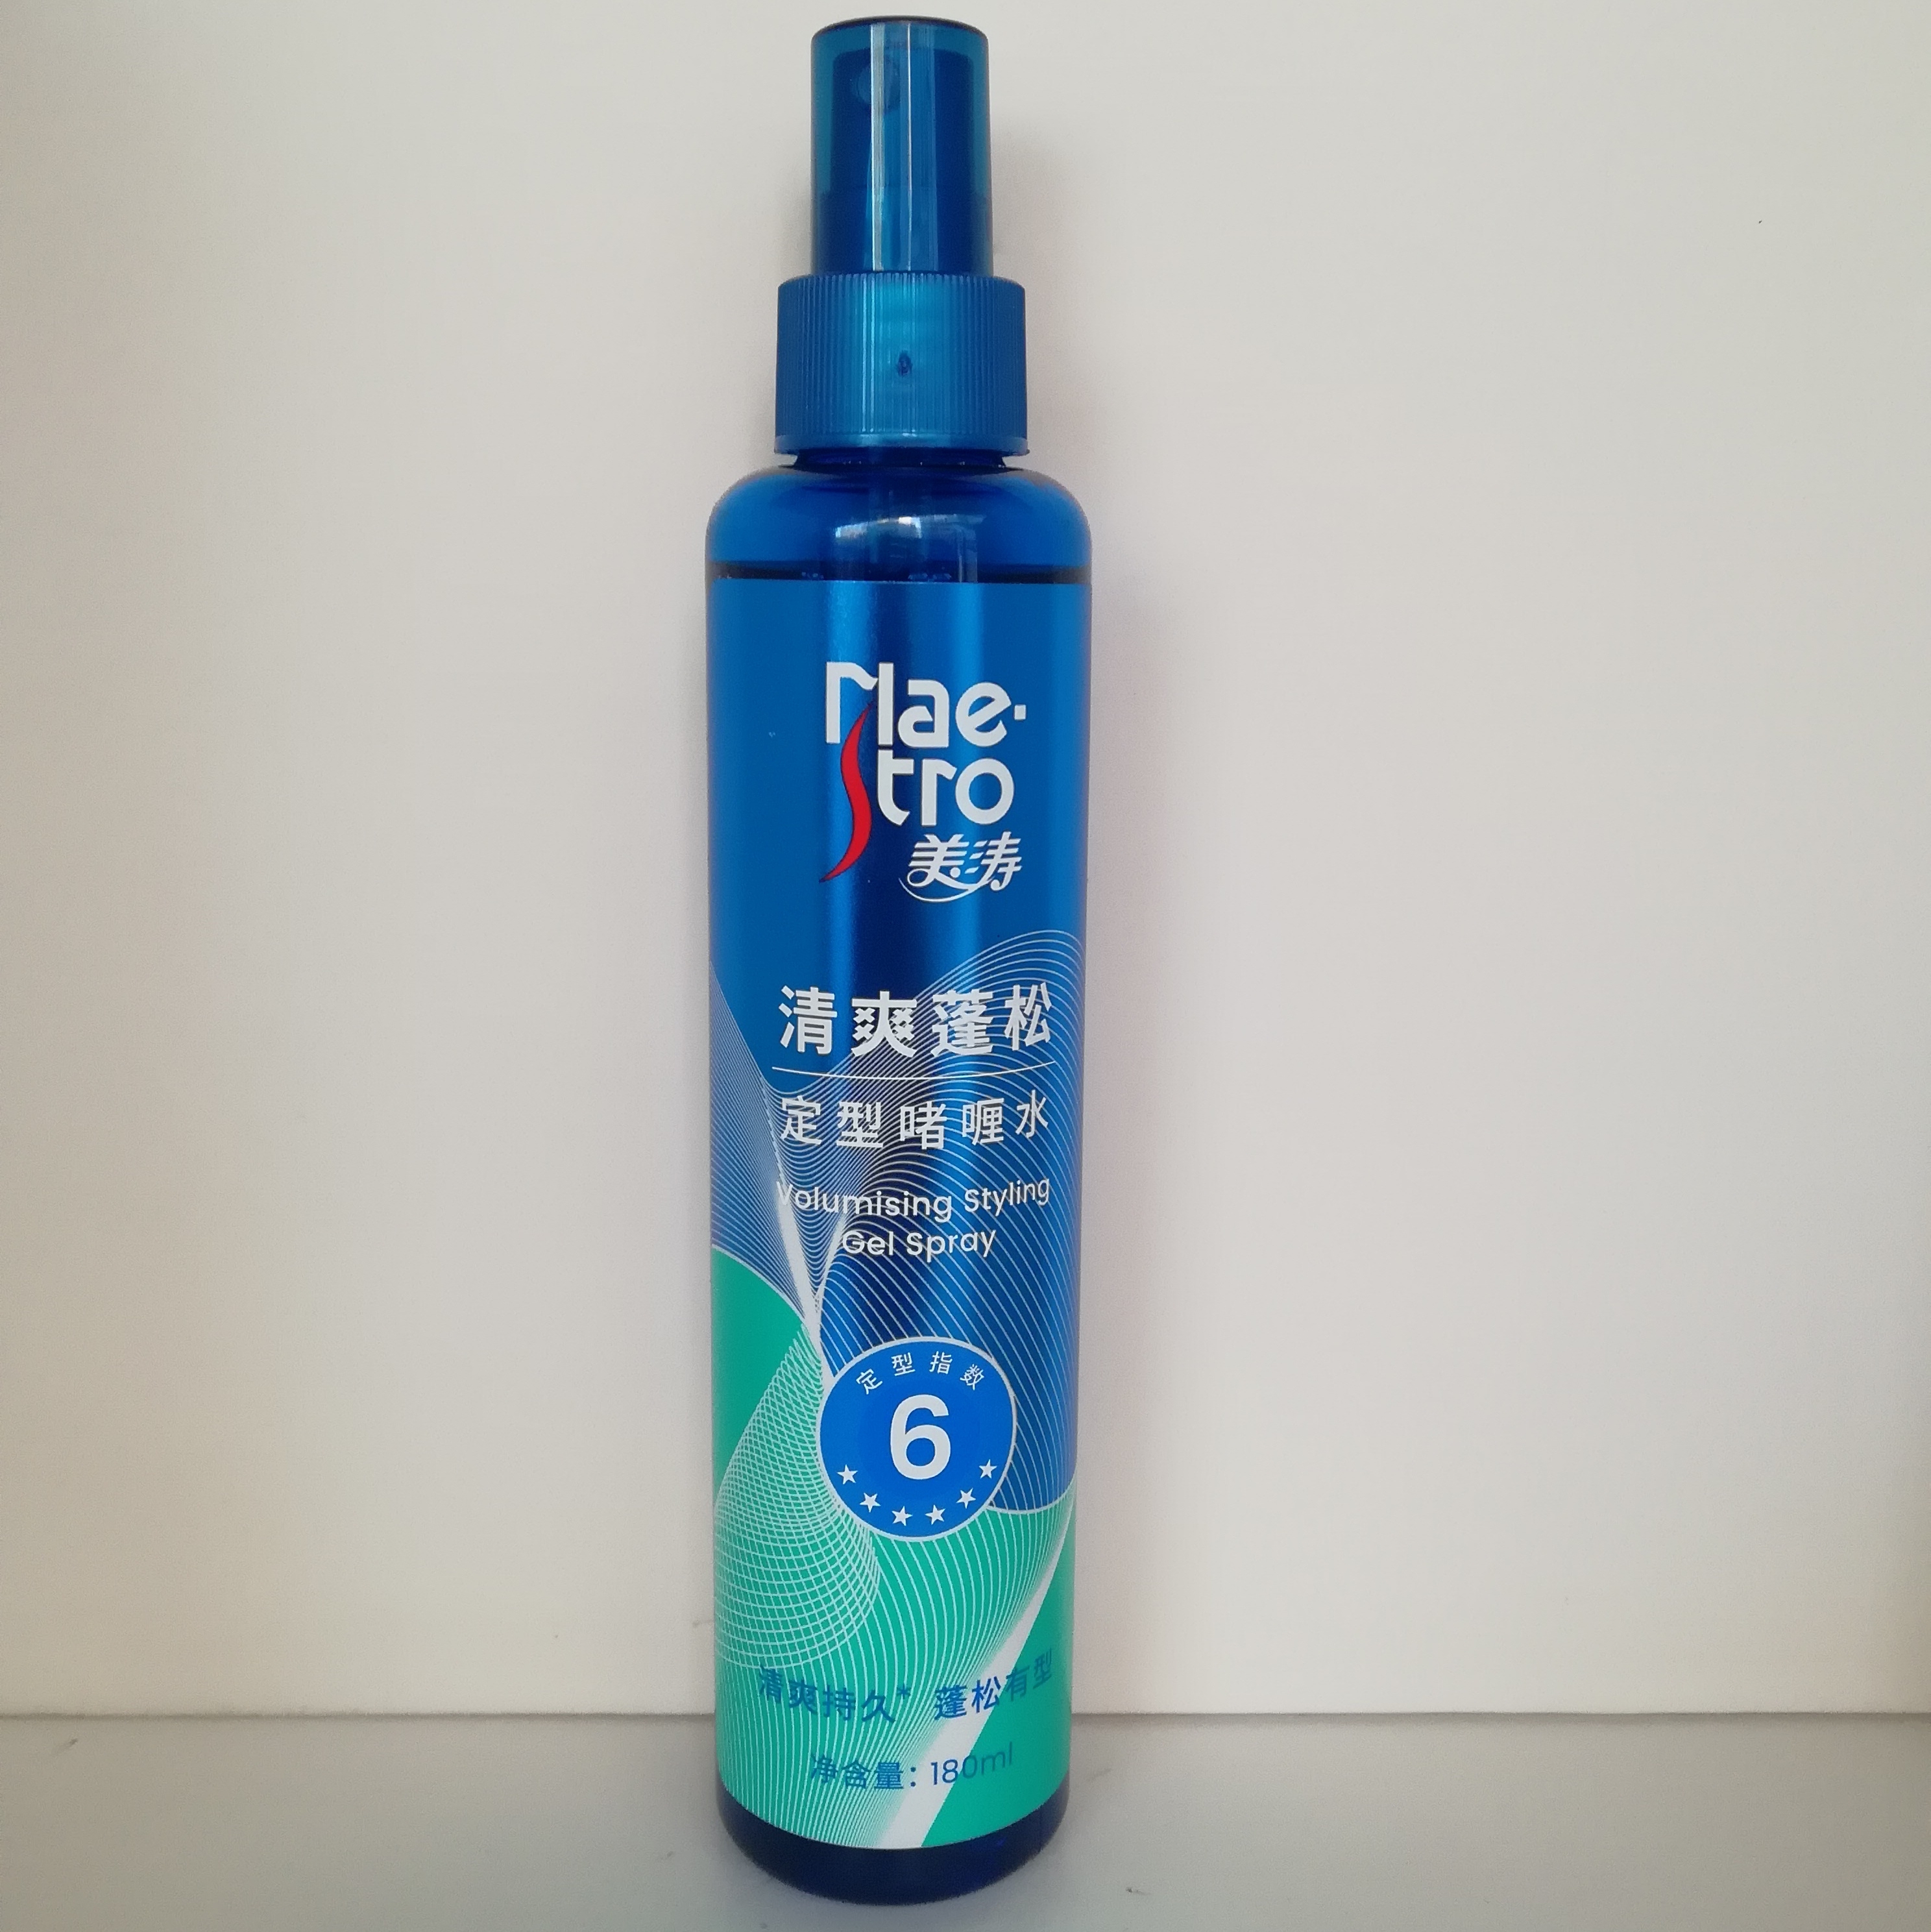 Mae·
Stro
美涛
清爽蓬松
定型啫喱水
Volumising Styling
Gel Spray
定型指数
6
清爽持久* 蓬松有型
净含量：180ml